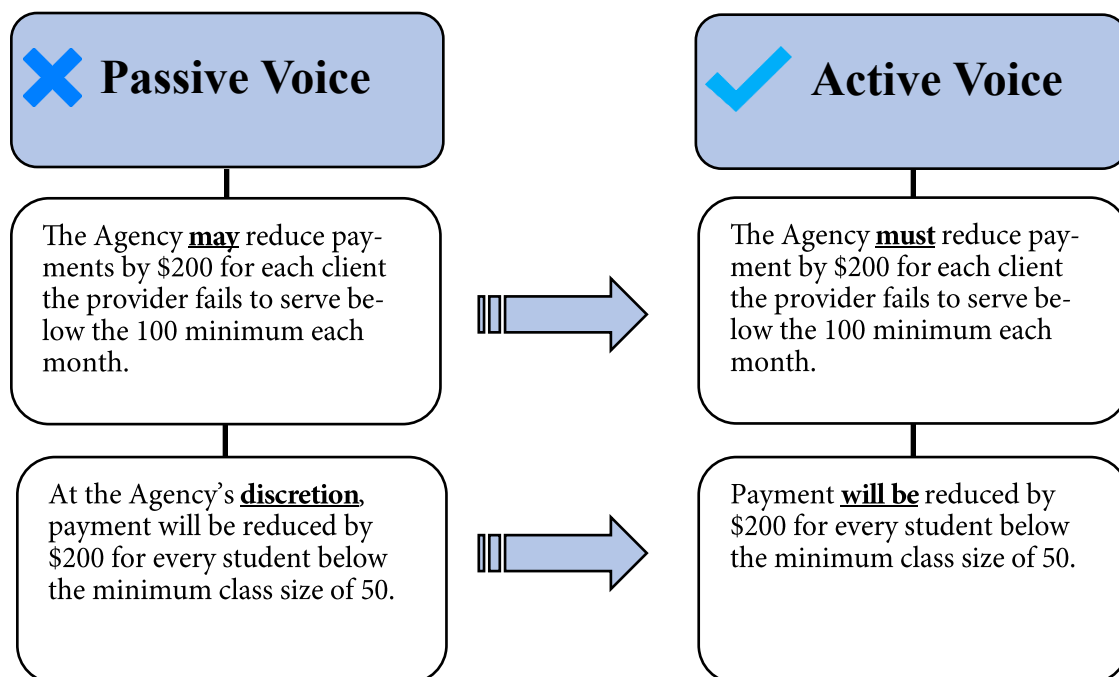 Passive Voice
The Agency may reduce pay-
ments by $200 for each client
the provider fails to serve be-
low the 100 minimum each
month.
At the Agency’s discretion,
payment will be reduced by
$200 for every student below
the minimum class size of 50.
Active Voice
The Agency must reduce pay-
ment by $200 for each client
the provider fails to serve be-
low the 100 minimum each
month.
Payment will be reduced by
$200 for every student below
the minimum class size of 50.